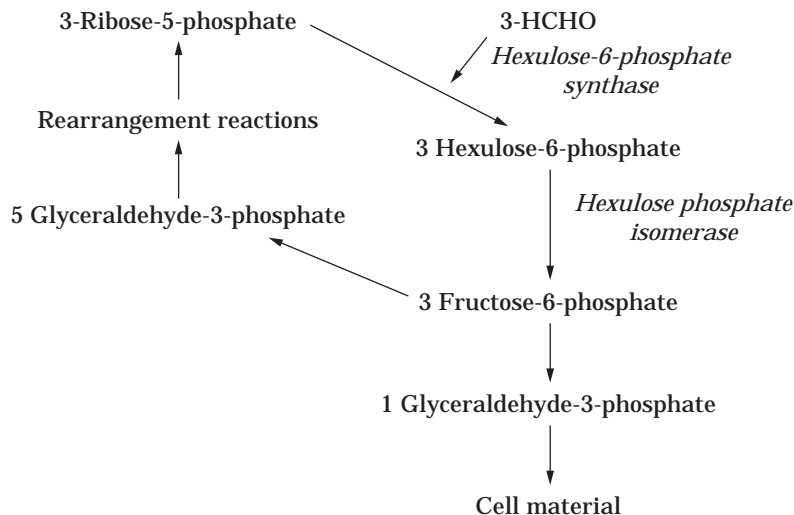 3-Ribose-5-phosphate
3-HCHO
Hexulose-6-phosphate
synthase
Rearrangement reactions
3 Hexulose-6-phosphate
5 Glyceraldehyde-3-phosphate
Hexulose phosphate
isomerase
3 Fructose-6-phosphate
1 Glyceraldehyde-3-phosphate
Cell material